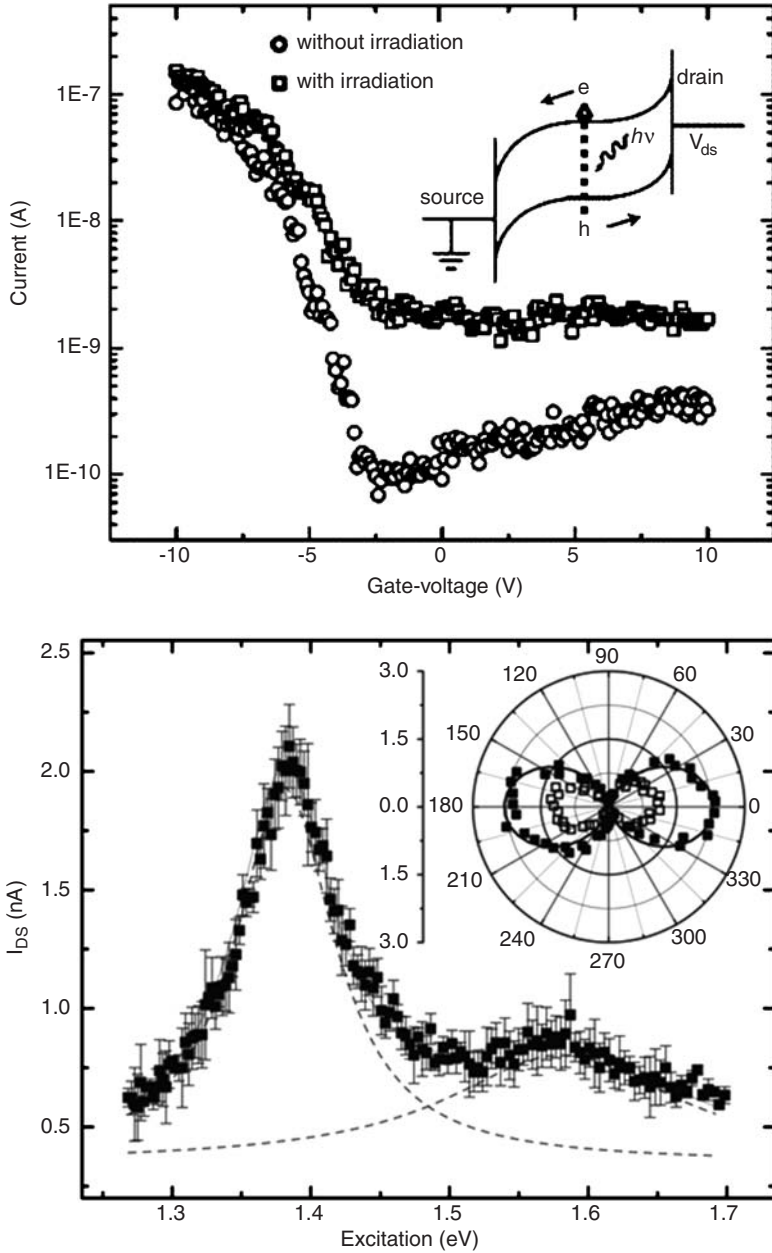 without irradiation
with irradiation
1E-7
1E-8
1E-9
1E-10
Current (A)
e
drain
hν
V_ds
source
h
-10
-5
0
5
10
Gate-voltage (V)
2.5
2.0
1.5
1.0
0.5
I_DS (nA)
3.0
1.5
0.0
1.5
3.0
90
120
60
150
30
180
0
210
330
240
300
270
1.3
1.4
1.5
1.6
1.7
Excitation (eV)